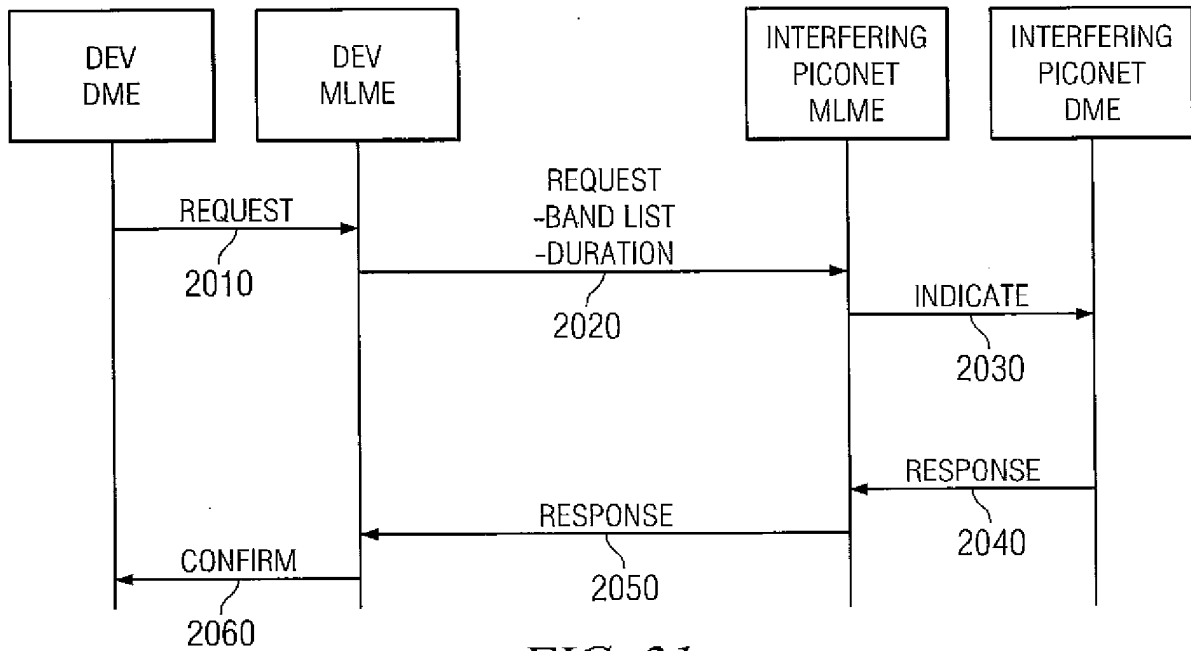 DEV
DME
DEV
MLME
INTERFERING
PICONET
MLME
INTERFERING
PICONET
DME
REQUEST
2010
REQUEST
-BAND LIST
-DURATION
2020
INDICATE
2030
RESPONSE
2040
RESPONSE
2050
CONFIRM
2060